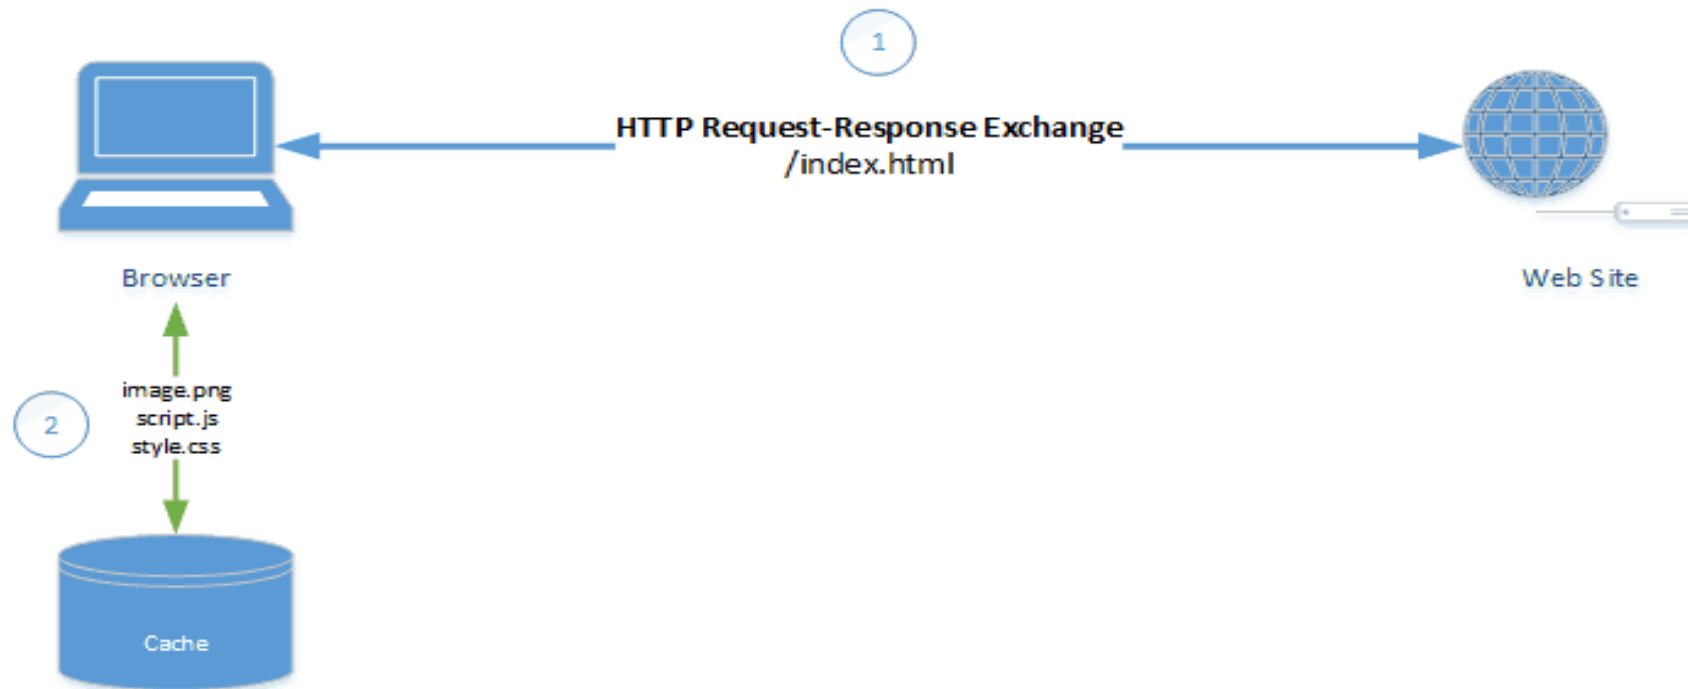 1
HTTP Request-Response Exchange
/index.html
Browser
Web Site
image.png
script.js
style.css
2
Cache